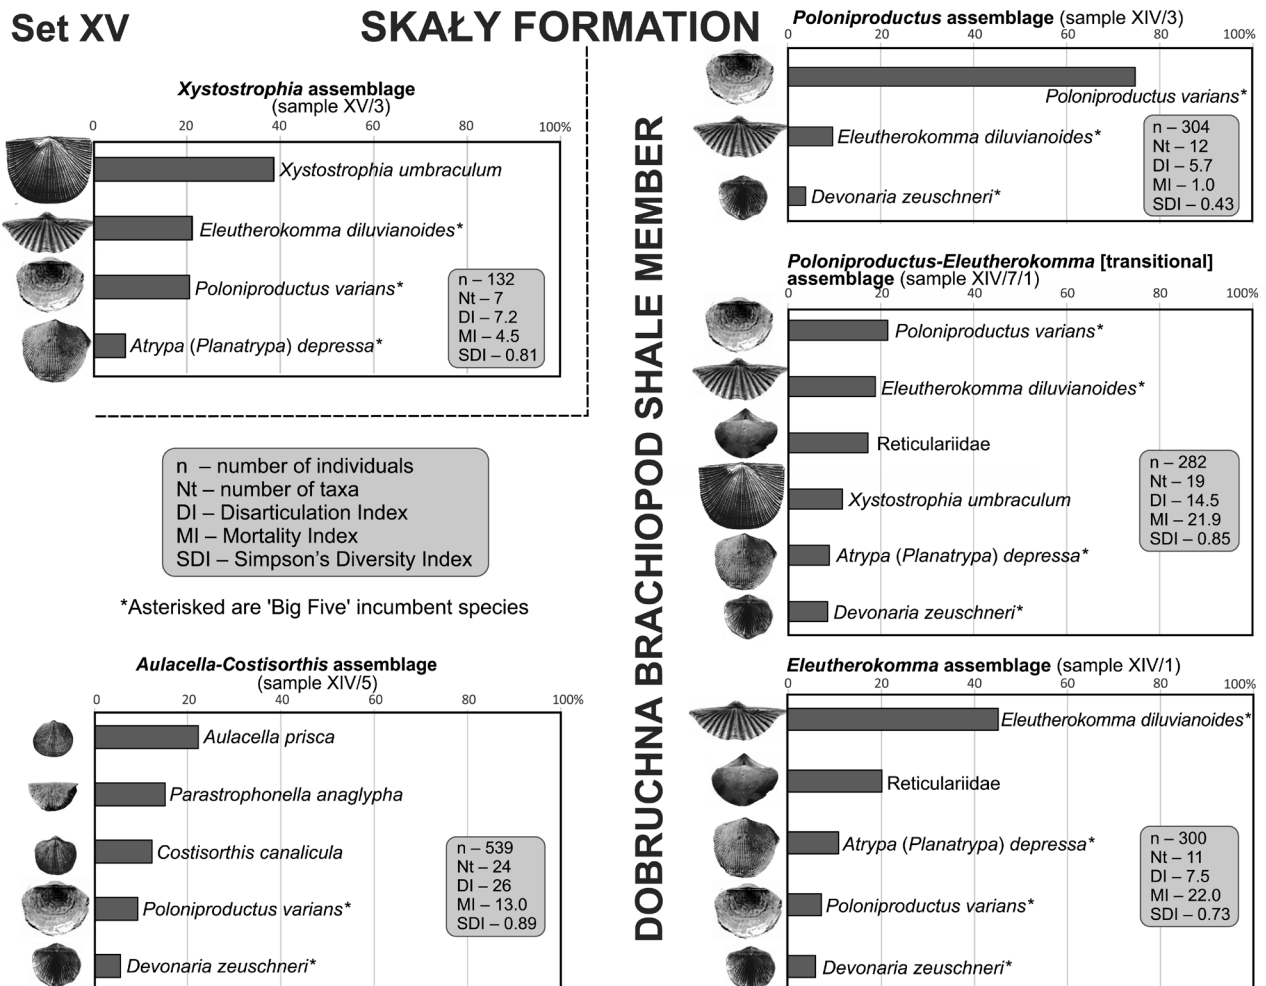 Set XV
SKAŁY FORMATION
Xystostrophia assemblage
(sample XV/3)
0 20 40 60 80 100%
Xystostrophia umbraculum
Eleutherokomma diluvianoides*
Poloniproductus varians*
Atrypa (Planatrypa) depressa*
n – 132
Nt – 7
DI – 7.2
MI – 4.5
SDI – 0.81
n – number of individuals
Nt – number of taxa
DI – Disarticulation Index
MI – Mortality Index
SDI – Simpson's Diversity Index
*Asterisked are 'Big Five' incumbent species
Aulacella-Costisorthis assemblage
(sample XIV/5)
0 20 40 60 80 100%
Aulacella prisca
Parastrophonella anaglypha
Costisorthis canalicula
Poloniproductus varians*
Devonaria zeuschneri*
n – 539
Nt – 24
DI – 26
MI – 13.0
SDI – 0.89
DOBRUCHNA BRACHIOPOD SHALE MEMBER
Poloniproductus assemblage (sample XIV/3)
0 20 40 60 80 100%
Poloniproductus varians*
Eleutherokomma diluvianoides*
Devonaria zeuschneri*
n – 304
Nt – 12
DI – 5.7
MI – 1.0
SDI – 0.43
Poloniproductus-Eleutherokomma [transitional]
assemblage (sample XIV/7/1)
0 20 40 60 80 100%
Poloniproductus varians*
Eleutherokomma diluvianoides*
Reticulariidae
Xystostrophia umbraculum
Atrypa (Planatrypa) depressa*
Devonaria zeuschneri*
n – 282
Nt – 19
DI – 14.5
MI – 21.9
SDI – 0.85
Eleutherokomma assemblage (sample XIV/1)
0 20 40 60 80 100%
Eleutherokomma diluvianoides*
Reticulariidae
Atrypa (Planatrypa) depressa*
Poloniproductus varians*
Devonaria zeuschneri*
n – 300
Nt – 11
DI – 7.5
MI – 22.0
SDI – 0.73